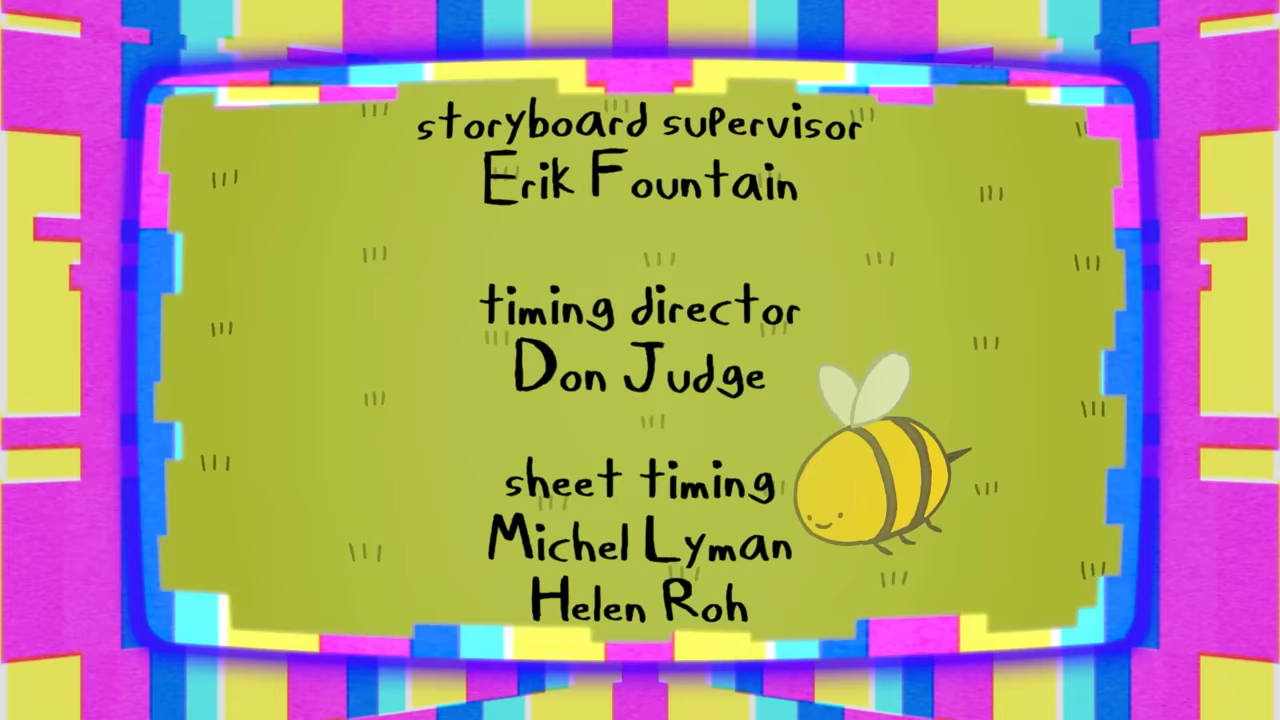 storyboard supervisor
Erik Fountain
timing director
Don Judge
sheet timing
Michel Lyman
Helen Roh